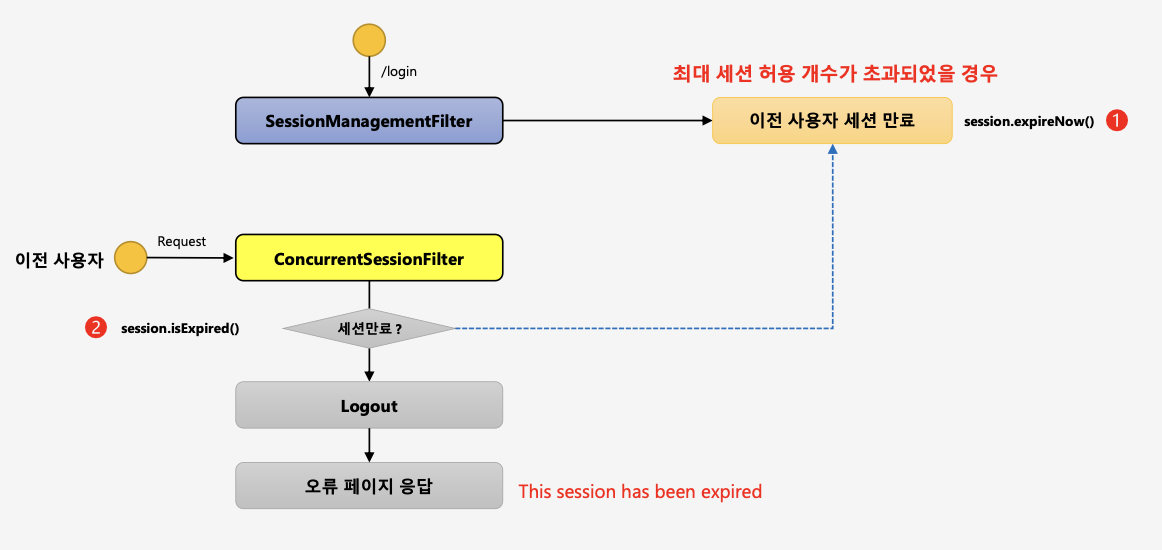 /login
최대 세션 허용 개수가 초과되었을 경우
SessionManagementFilter
이전 사용자 세션 만료
session.expireNow()
1
이전 사용자
Request
ConcurrentSessionFilter
2
session.isExpired()
세션만료 ?
Logout
오류 페이지 응답
This session has been expired